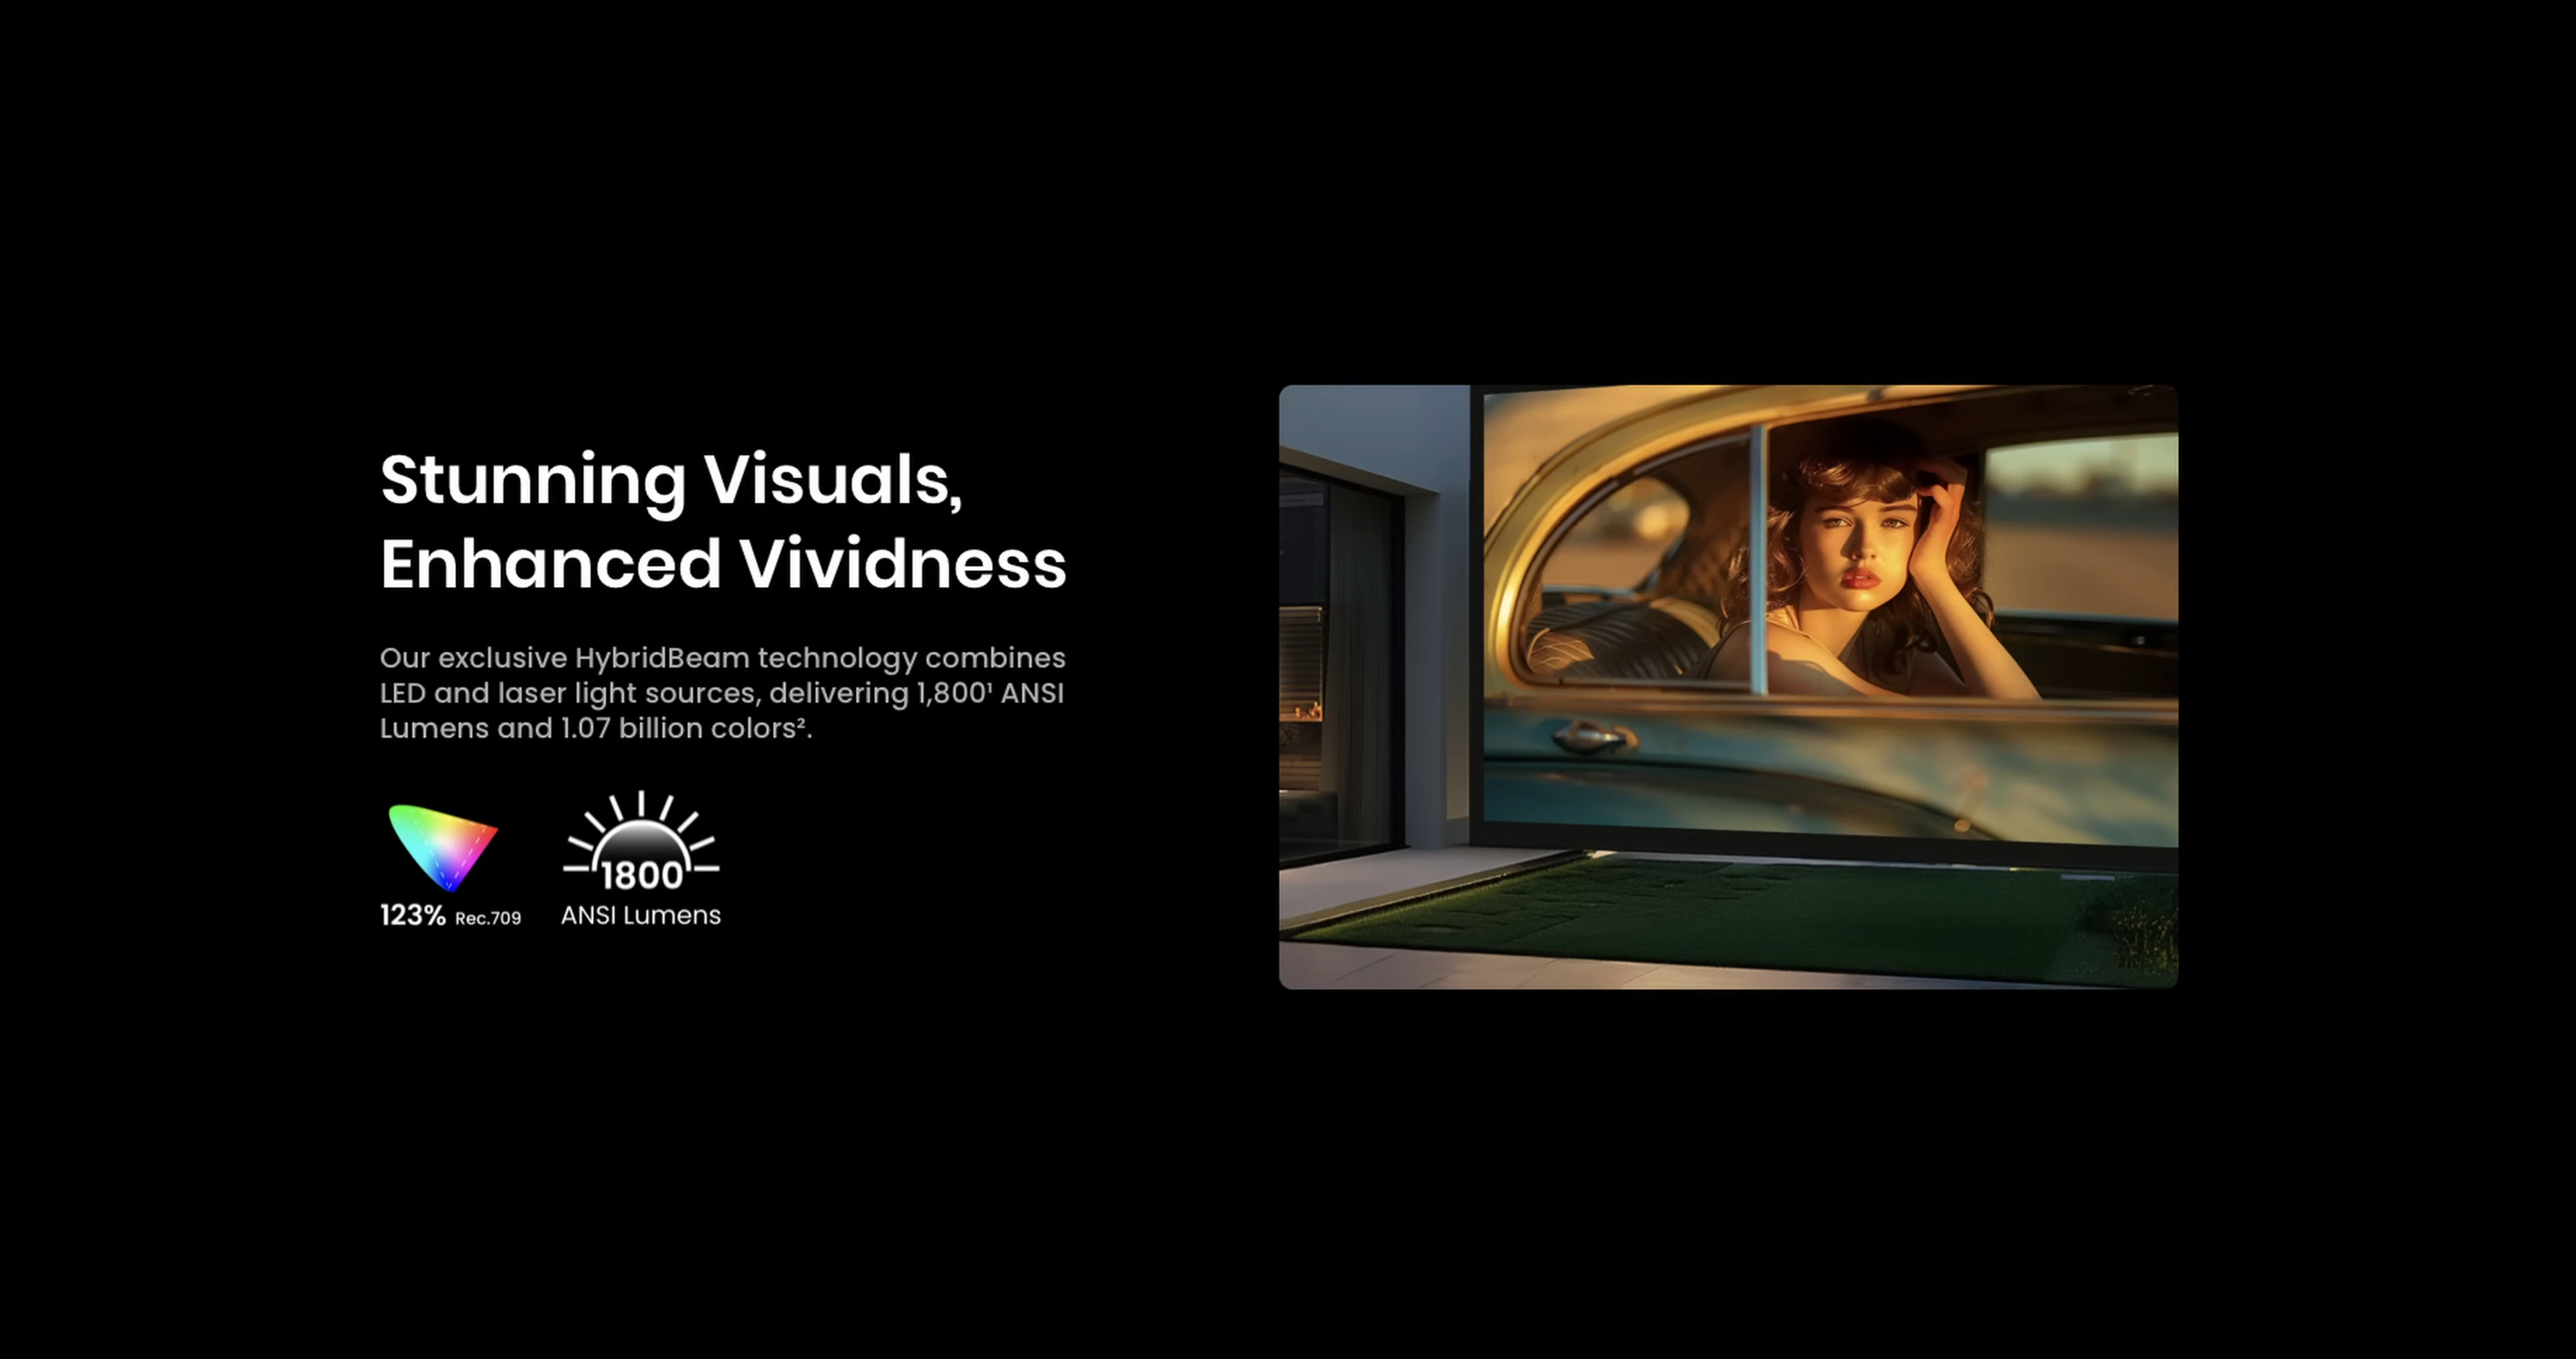 Stunning Visuals,
Enhanced Vividness
Our exclusive HybridBeam technology combines
LED and laser light sources, delivering 1,800¹ ANSI
Lumens and 1.07 billion colors².
1800
123% Rec.709
ANSI Lumens